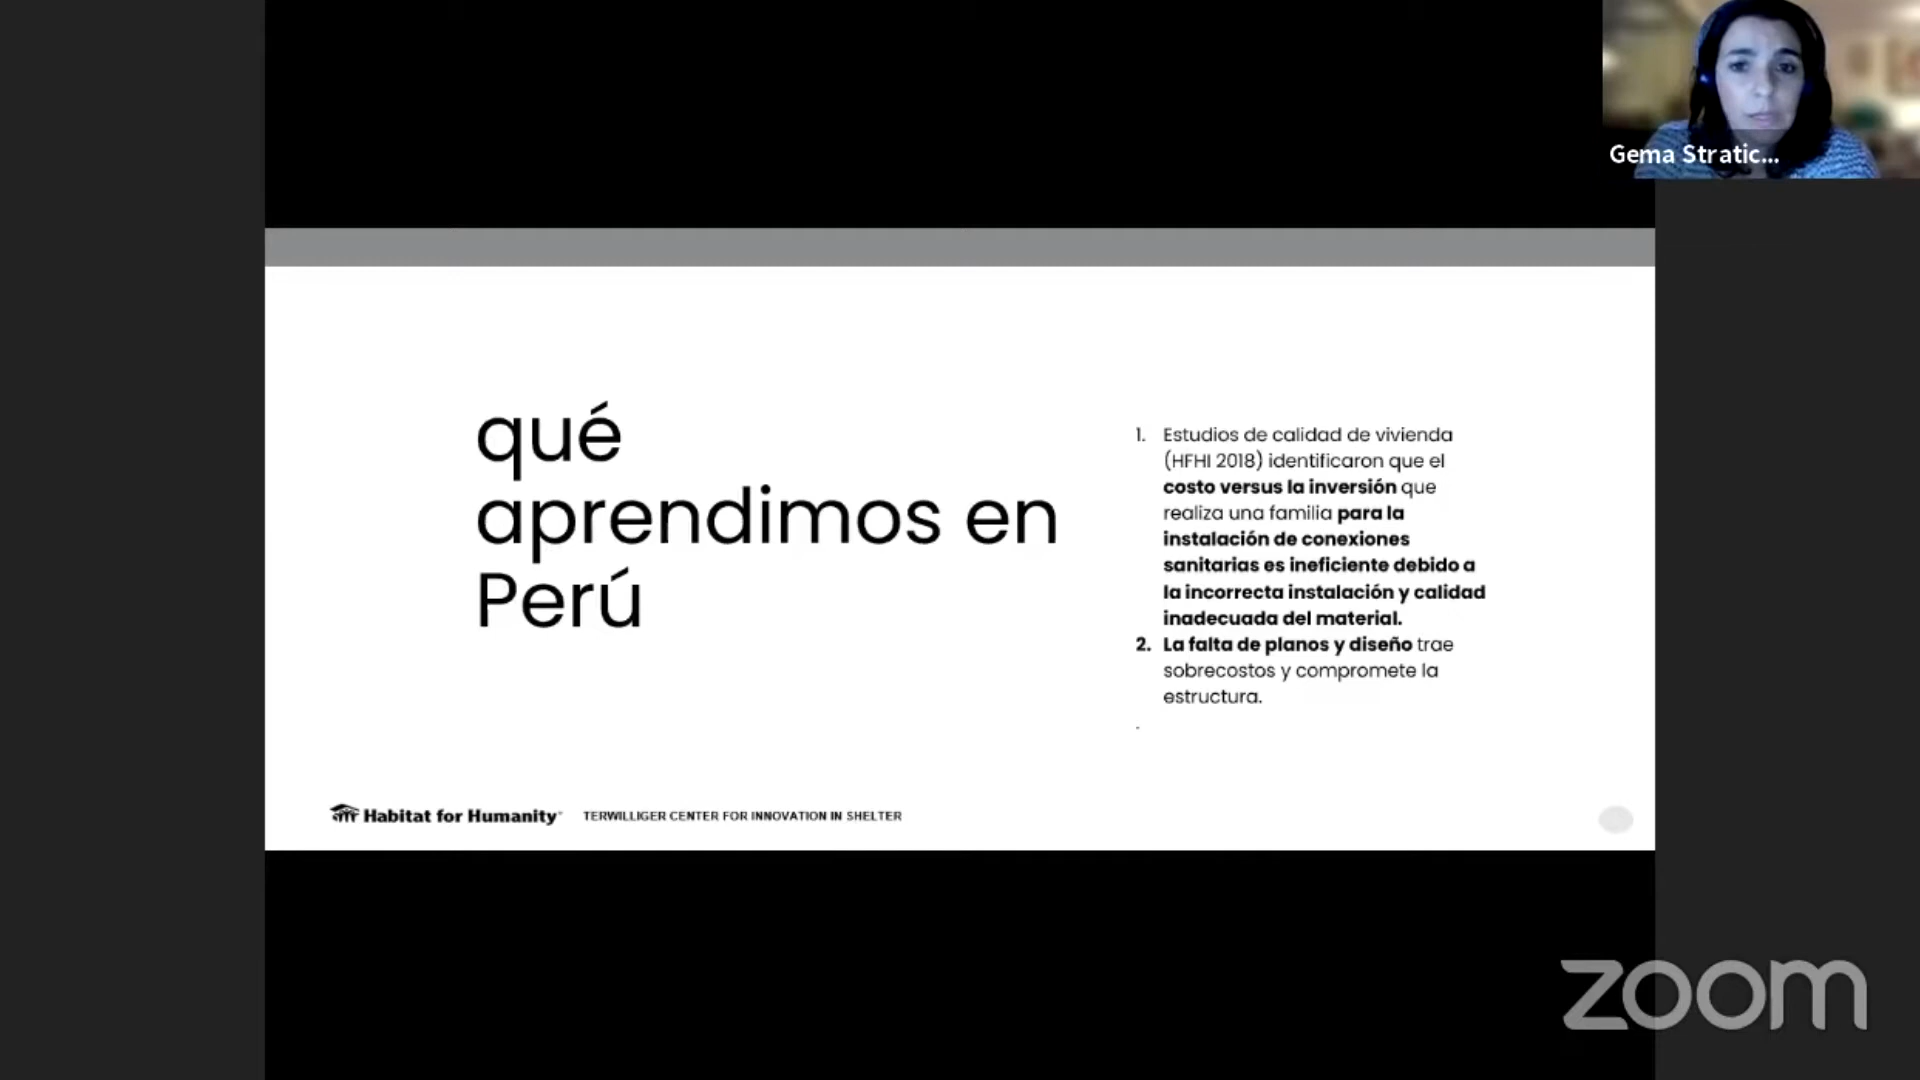 Gema Stratic...
qué
aprendimos en
Perú
1. Estudios de calidad de vivienda
(HFHI 2018) identificaron que el
costo versus la inversión que
realiza una familia para la
instalación de conexiones
sanitarias es ineficiente debido a
la incorrecta instalación y calidad
inadecuada del material.
2. La falta de planos y diseño trae
sobrecostos y compromete la
estructura.
.
Habitat for Humanity® TERWILLIGER CENTER FOR INNOVATION IN SHELTER
zoom